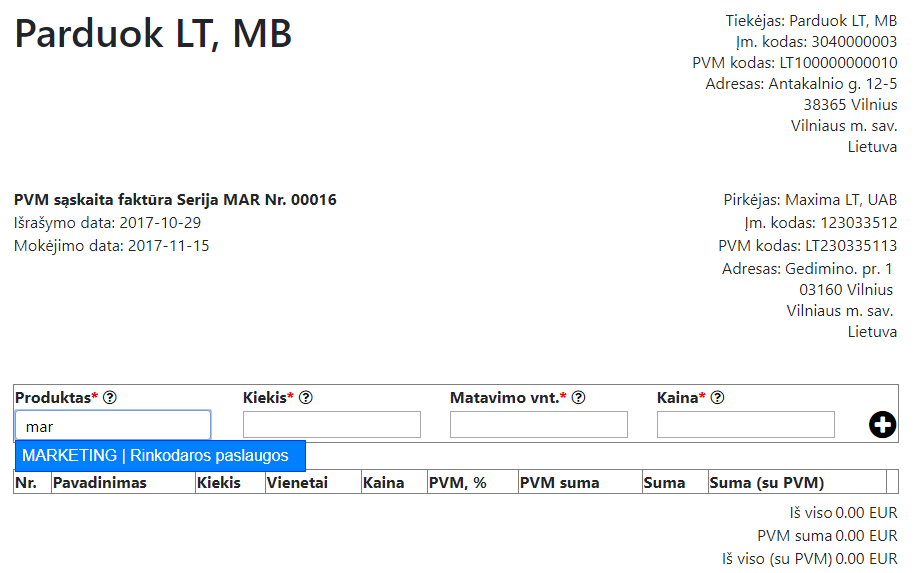 Parduok LT, MB
Tiekėjas: Parduok LT, MB
Įm. kodas: 3040000003
PVM kodas: LT100000000010
Adresas: Antakalnio g. 12-5
38365 Vilnius
Vilniaus m. sav.
Lietuva
PVM sąskaita faktūra Serija MAR Nr. 00016
Išrašymo data: 2017-10-29
Mokėjimo data: 2017-11-15
Pirkėjas: Maxima LT, UAB
Įm. kodas: 123033512
PVM kodas: LT230335113
Adresas: Gedimino. pr. 1
03160 Vilnius
Vilniaus m. sav.
Lietuva
Produktas* ? Kiekis* ? Matavimo vnt.* ? Kaina* ?
mar
MARKETING | Rinkodaros paslaugos
Nr. Pavadinimas Kiekis Vienetai Kaina PVM, % PVM suma Suma Suma (su PVM)
Iš viso 0.00 EUR
PVM suma 0.00 EUR
Iš viso (su PVM) 0.00 EUR